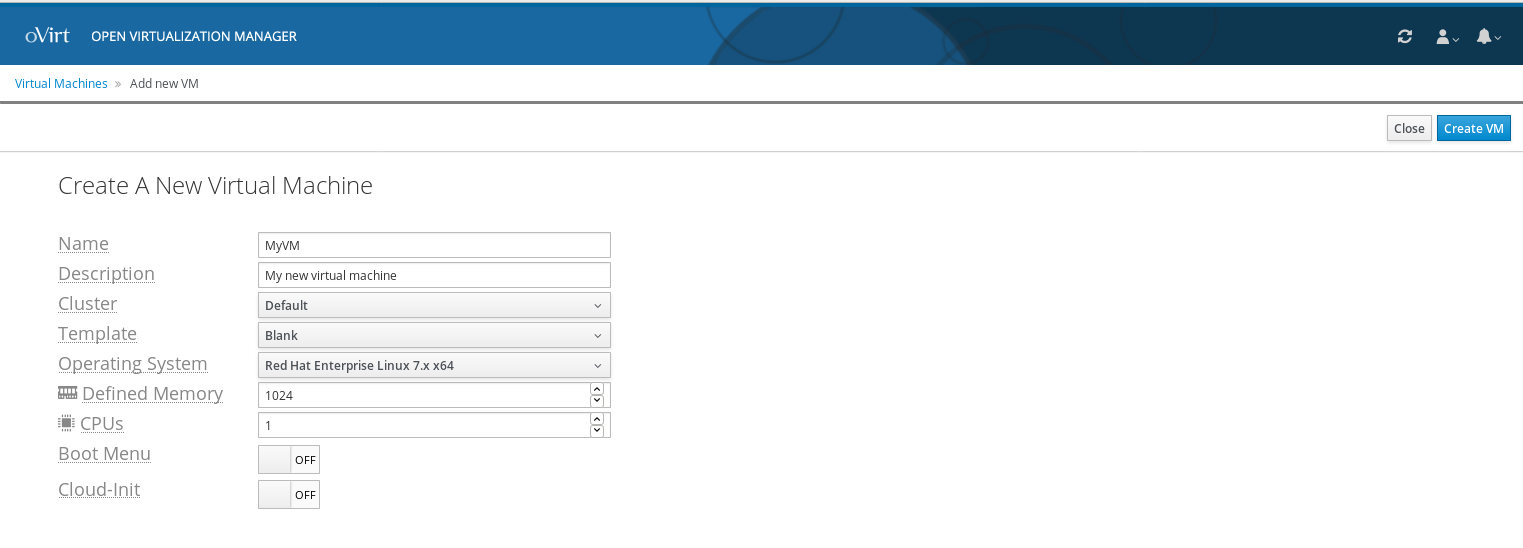 oVirt OPEN VIRTUALIZATION MANAGER
Virtual Machines » Add new VM
Close Create VM
Create A New Virtual Machine
Name MyVM
Description My new virtual machine
Cluster Default
Template Blank
Operating System Red Hat Enterprise Linux 7.x x64
Defined Memory 1024
CPUs 1
Boot Menu OFF
Cloud-Init OFF